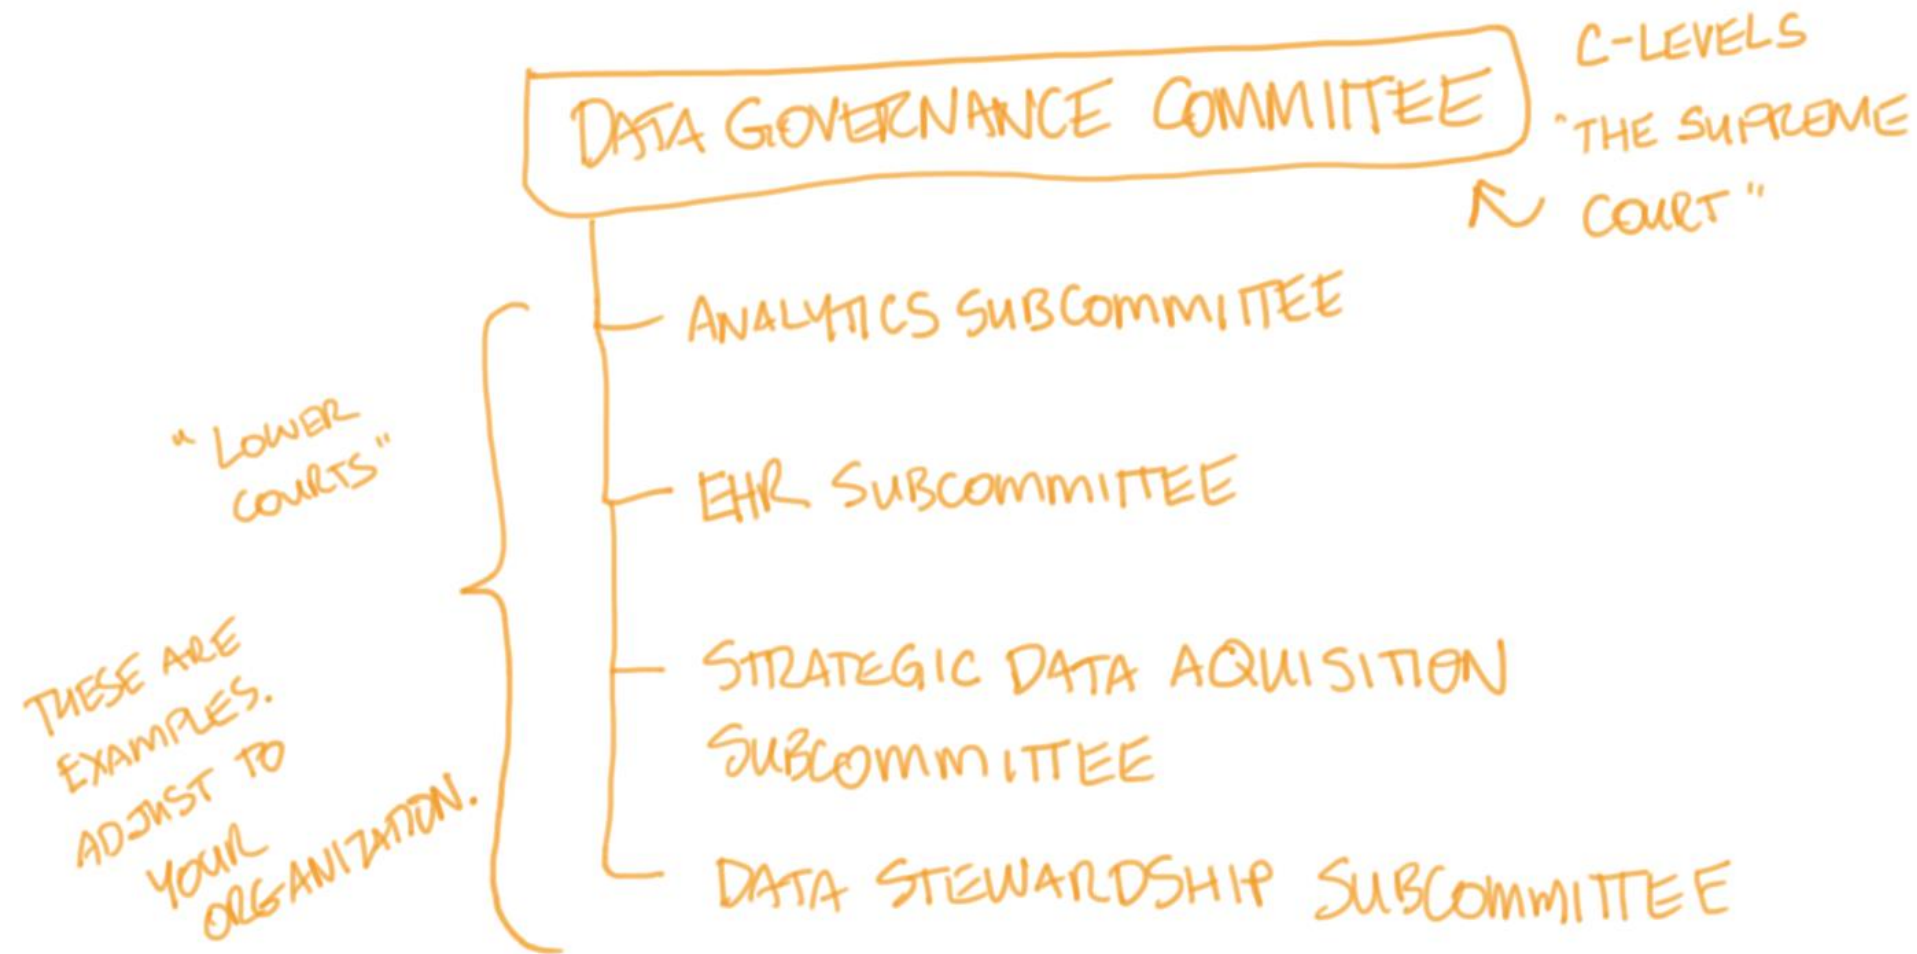 DATA GOVERNANCE COMMITTEE
C-LEVELS
"THE SUPREME
COURT"
ANALYTICS SUBCOMMITTEE
"LOWER
COURTS"
EHR SUBCOMMITTEE
THESE ARE
EXAMPLES.
ADJUST TO
YOUR
ORGANIZATION.
STRATEGIC DATA AQUISITION
SUBCOMMITTEE
DATA STEWARDSHIP SUBCOMMITTEE